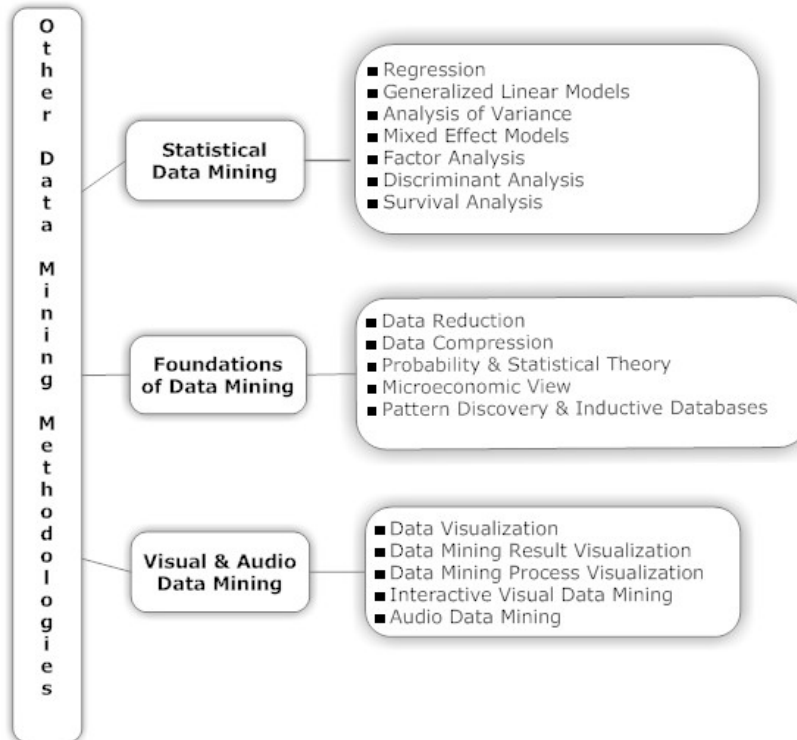 Other Data Mining Methodologies
Statistical
Data Mining
■ Regression
■ Generalized Linear Models
■ Analysis of Variance
■ Mixed Effect Models
■ Factor Analysis
■ Discriminant Analysis
■ Survival Analysis
Foundations
of Data Mining
■ Data Reduction
■ Data Compression
■ Probability & Statistical Theory
■ Microeconomic View
■ Pattern Discovery & Inductive Databases
Visual & Audio
Data Mining
■ Data Visualization
■ Data Mining Result Visualization
■ Data Mining Process Visualization
■ Interactive Visual Data Mining
■ Audio Data Mining